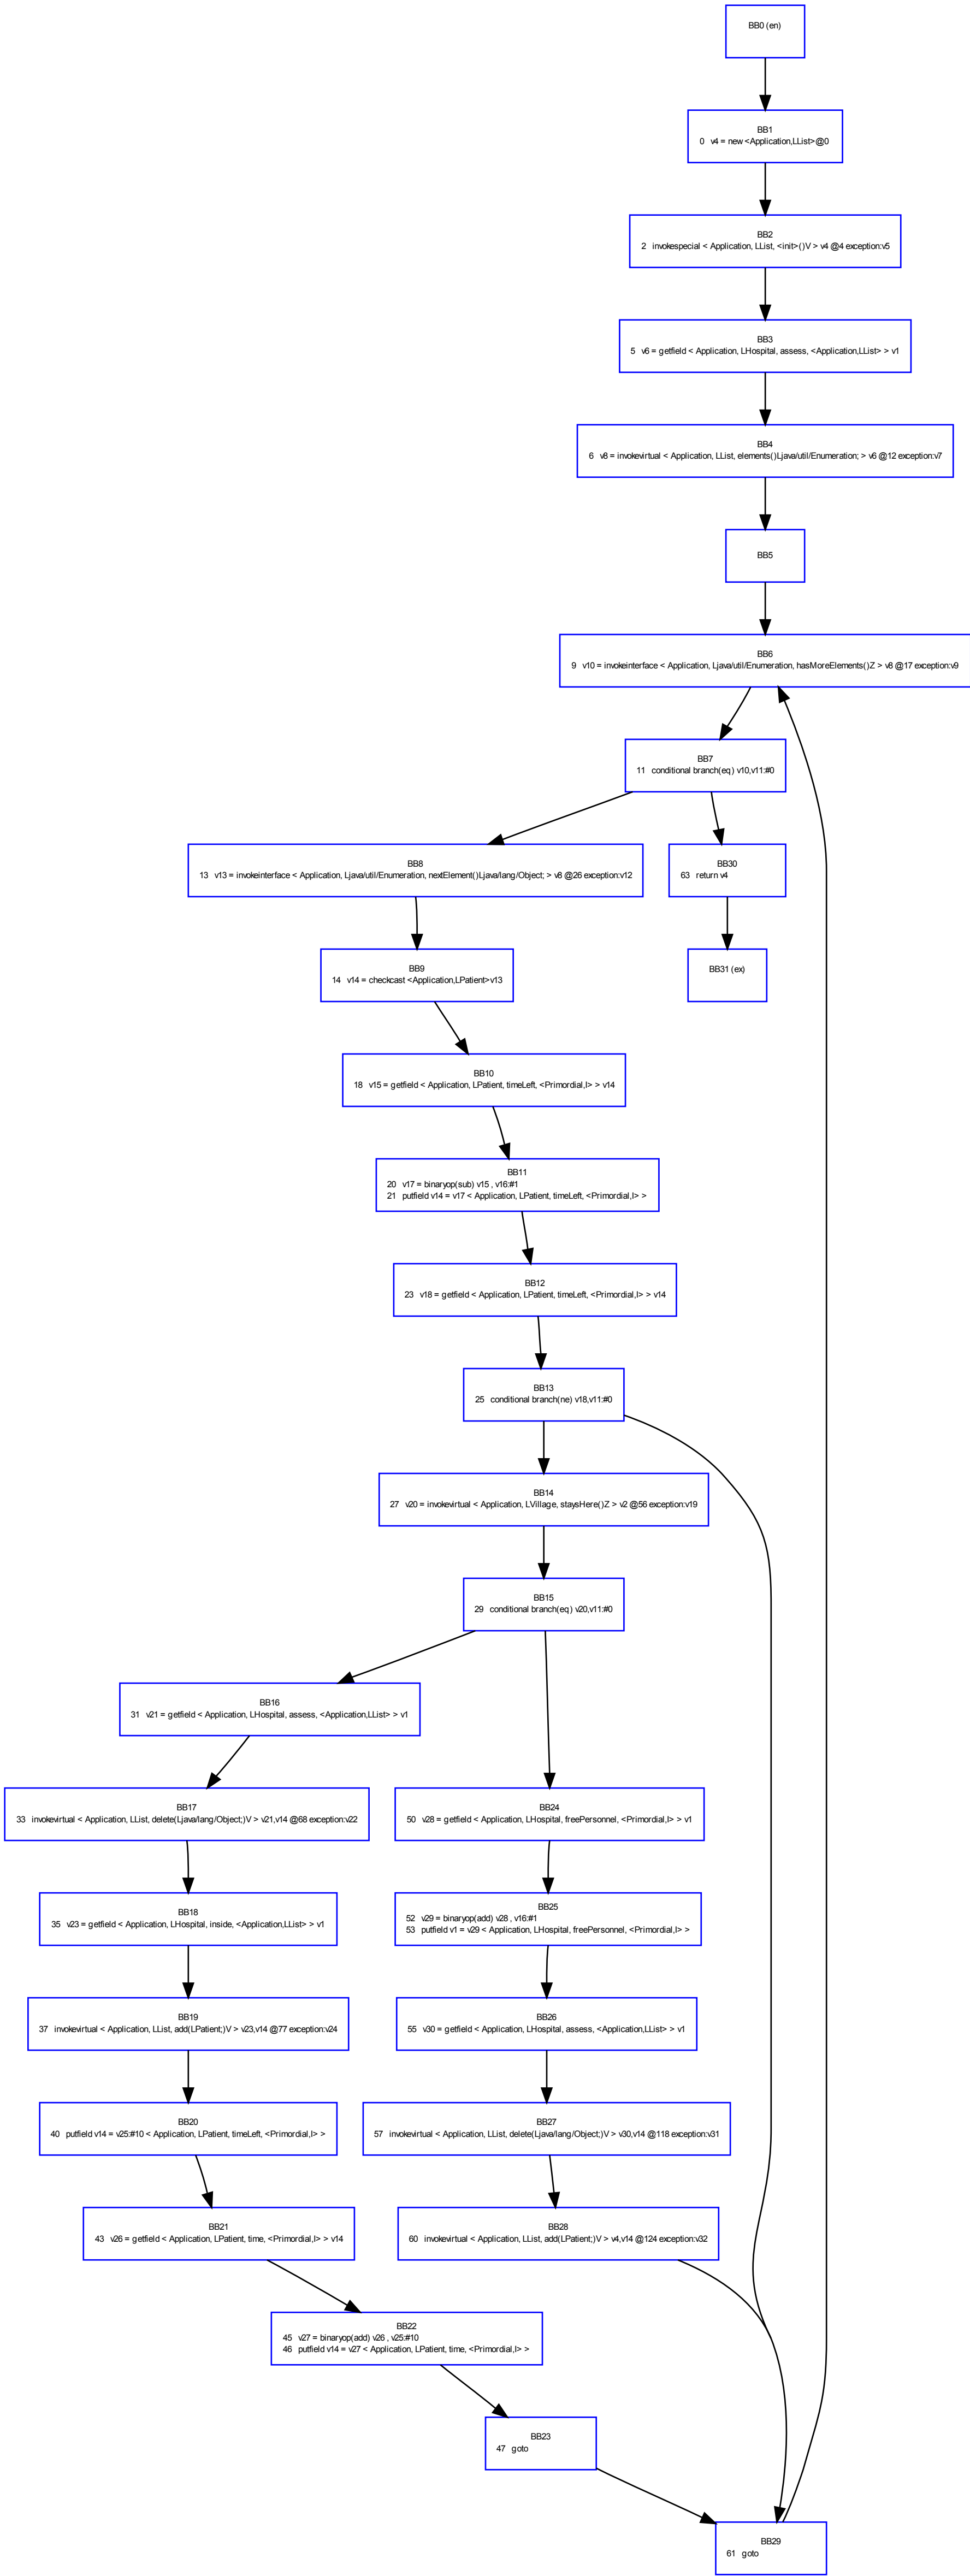 BB0 (en)
BB1
0 v4 = new <Application,LList>@0
BB2
2 invokespecial < Application, LList, <init>()V > v4 @4 exception:v5
BB3
5 v6 = getfield < Application, LHospital, assess, <Application,LList> > v1
BB4
6 v8 = invokevirtual < Application, LList, elements()Ljava/util/Enumeration; > v6 @12 exception:v7
BB5
BB6
9 v10 = invokeinterface < Application, Ljava/util/Enumeration, hasMoreElements()Z > v8 @17 exception:v9
BB7
11 conditional branch(eq) v10,v11:#0
BB8
13 v13 = invokeinterface < Application, Ljava/util/Enumeration, nextElement()Ljava/lang/Object; > v8 @26 exception:v12
BB30
63 return v4
BB9
14 v14 = checkcast <Application,LPatient>v13
BB31 (ex)
BB10
18 v15 = getfield < Application, LPatient, timeLeft, <Primordial,I> > v14
BB11
20 v17 = binaryop(sub) v15 , v16:#1
21 putfield v14 = v17 < Application, LPatient, timeLeft, <Primordial,I> >
BB12
23 v18 = getfield < Application, LPatient, timeLeft, <Primordial,I> > v14
BB13
25 conditional branch(ne) v18,v11:#0
BB14
27 v20 = invokevirtual < Application, LVillage, staysHere()Z > v2 @56 exception:v19
BB15
29 conditional branch(eq) v20,v11:#0
BB16
31 v21 = getfield < Application, LHospital, assess, <Application,LList> > v1
BB17
33 invokevirtual < Application, LList, delete(Ljava/lang/Object;)V > v21,v14 @68 exception:v22
BB24
50 v28 = getfield < Application, LHospital, freePersonnel, <Primordial,I> > v1
BB18
35 v23 = getfield < Application, LHospital, inside, <Application,LList> > v1
BB25
52 v29 = binaryop(add) v28 , v16:#1
53 putfield v1 = v29 < Application, LHospital, freePersonnel, <Primordial,I> >
BB19
37 invokevirtual < Application, LList, add(LPatient;)V > v23,v14 @77 exception:v24
BB26
55 v30 = getfield < Application, LHospital, assess, <Application,LList> > v1
BB20
40 putfield v14 = v25:#10 < Application, LPatient, timeLeft, <Primordial,I> >
BB27
57 invokevirtual < Application, LList, delete(Ljava/lang/Object;)V > v30,v14 @118 exception:v31
BB21
43 v26 = getfield < Application, LPatient, time, <Primordial,I> > v14
BB28
60 invokevirtual < Application, LList, add(LPatient;)V > v4,v14 @124 exception:v32
BB22
45 v27 = binaryop(add) v26 , v25:#10
46 putfield v14 = v27 < Application, LPatient, time, <Primordial,I> >
BB23
47 goto
BB29
61 goto